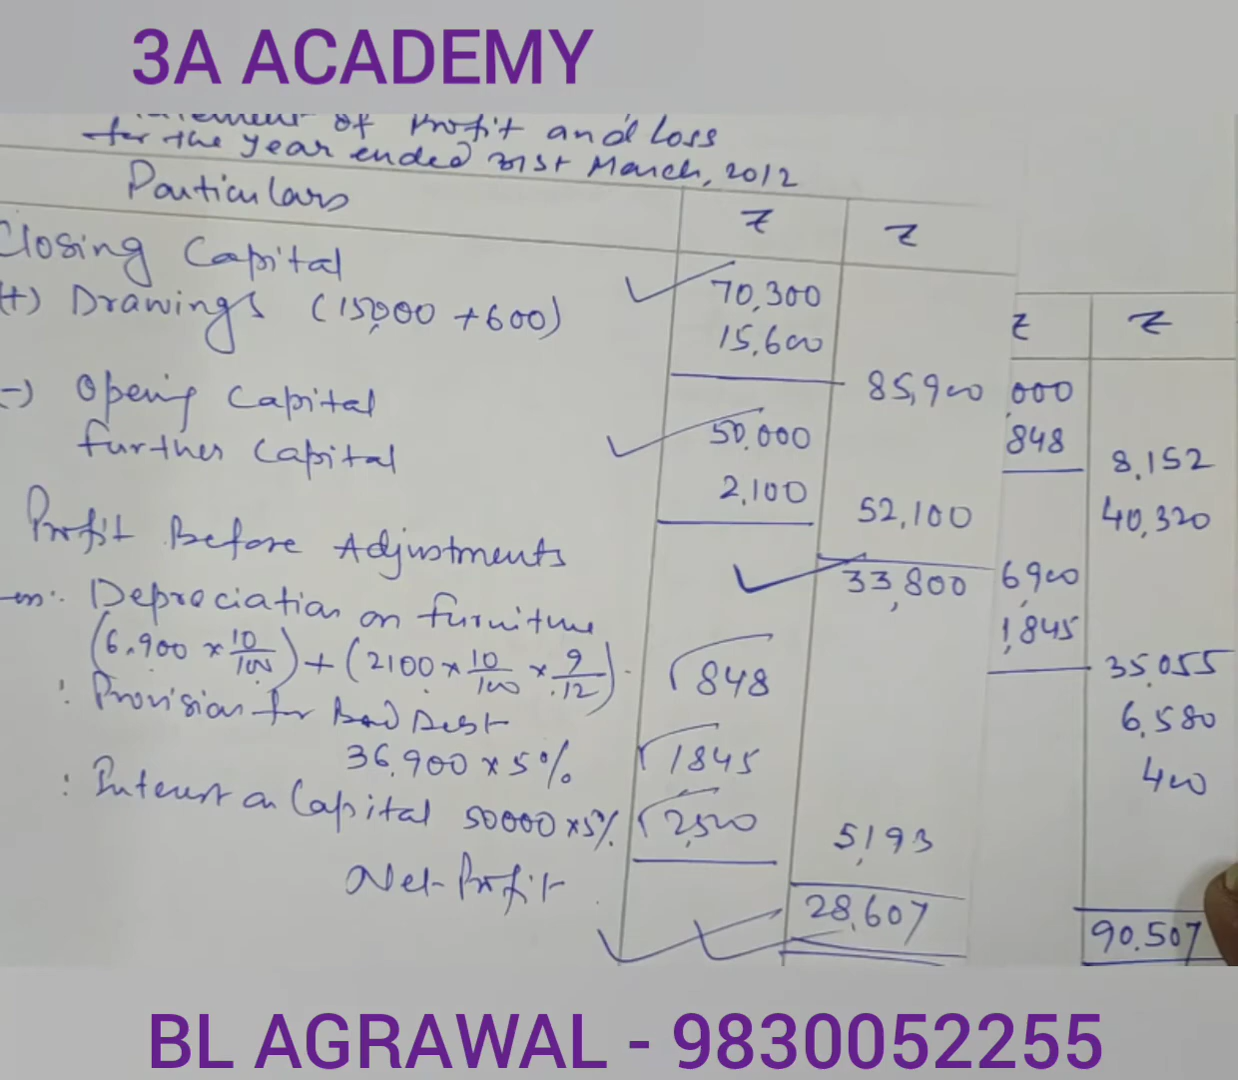 3A ACADEMY
of Profit and Loss
for the year ended 31st March, 2012
Particulars
₹ ₹
Closing Capital 70,300
(+) Drawings (15,000 + 600) 15,600
85,900
(-) Opening Capital 50,000
further Capital 2,100
52,100
Profit Before Adjustments 33,800
: Depreciation on furniture
(6,900 × 10/100) + (2100 × 10/100 × 9/12) 848
: Provision for Bad Debt
36,900 × 5% 1845
: Interest on Capital 50000 × 5% 2,500
5,193
Net Profit 28,607
₹ ₹
,000
848
8,152
40,320
6,900
1,845
35,055
6,580
400
90,507
BL AGRAWAL - 9830052255